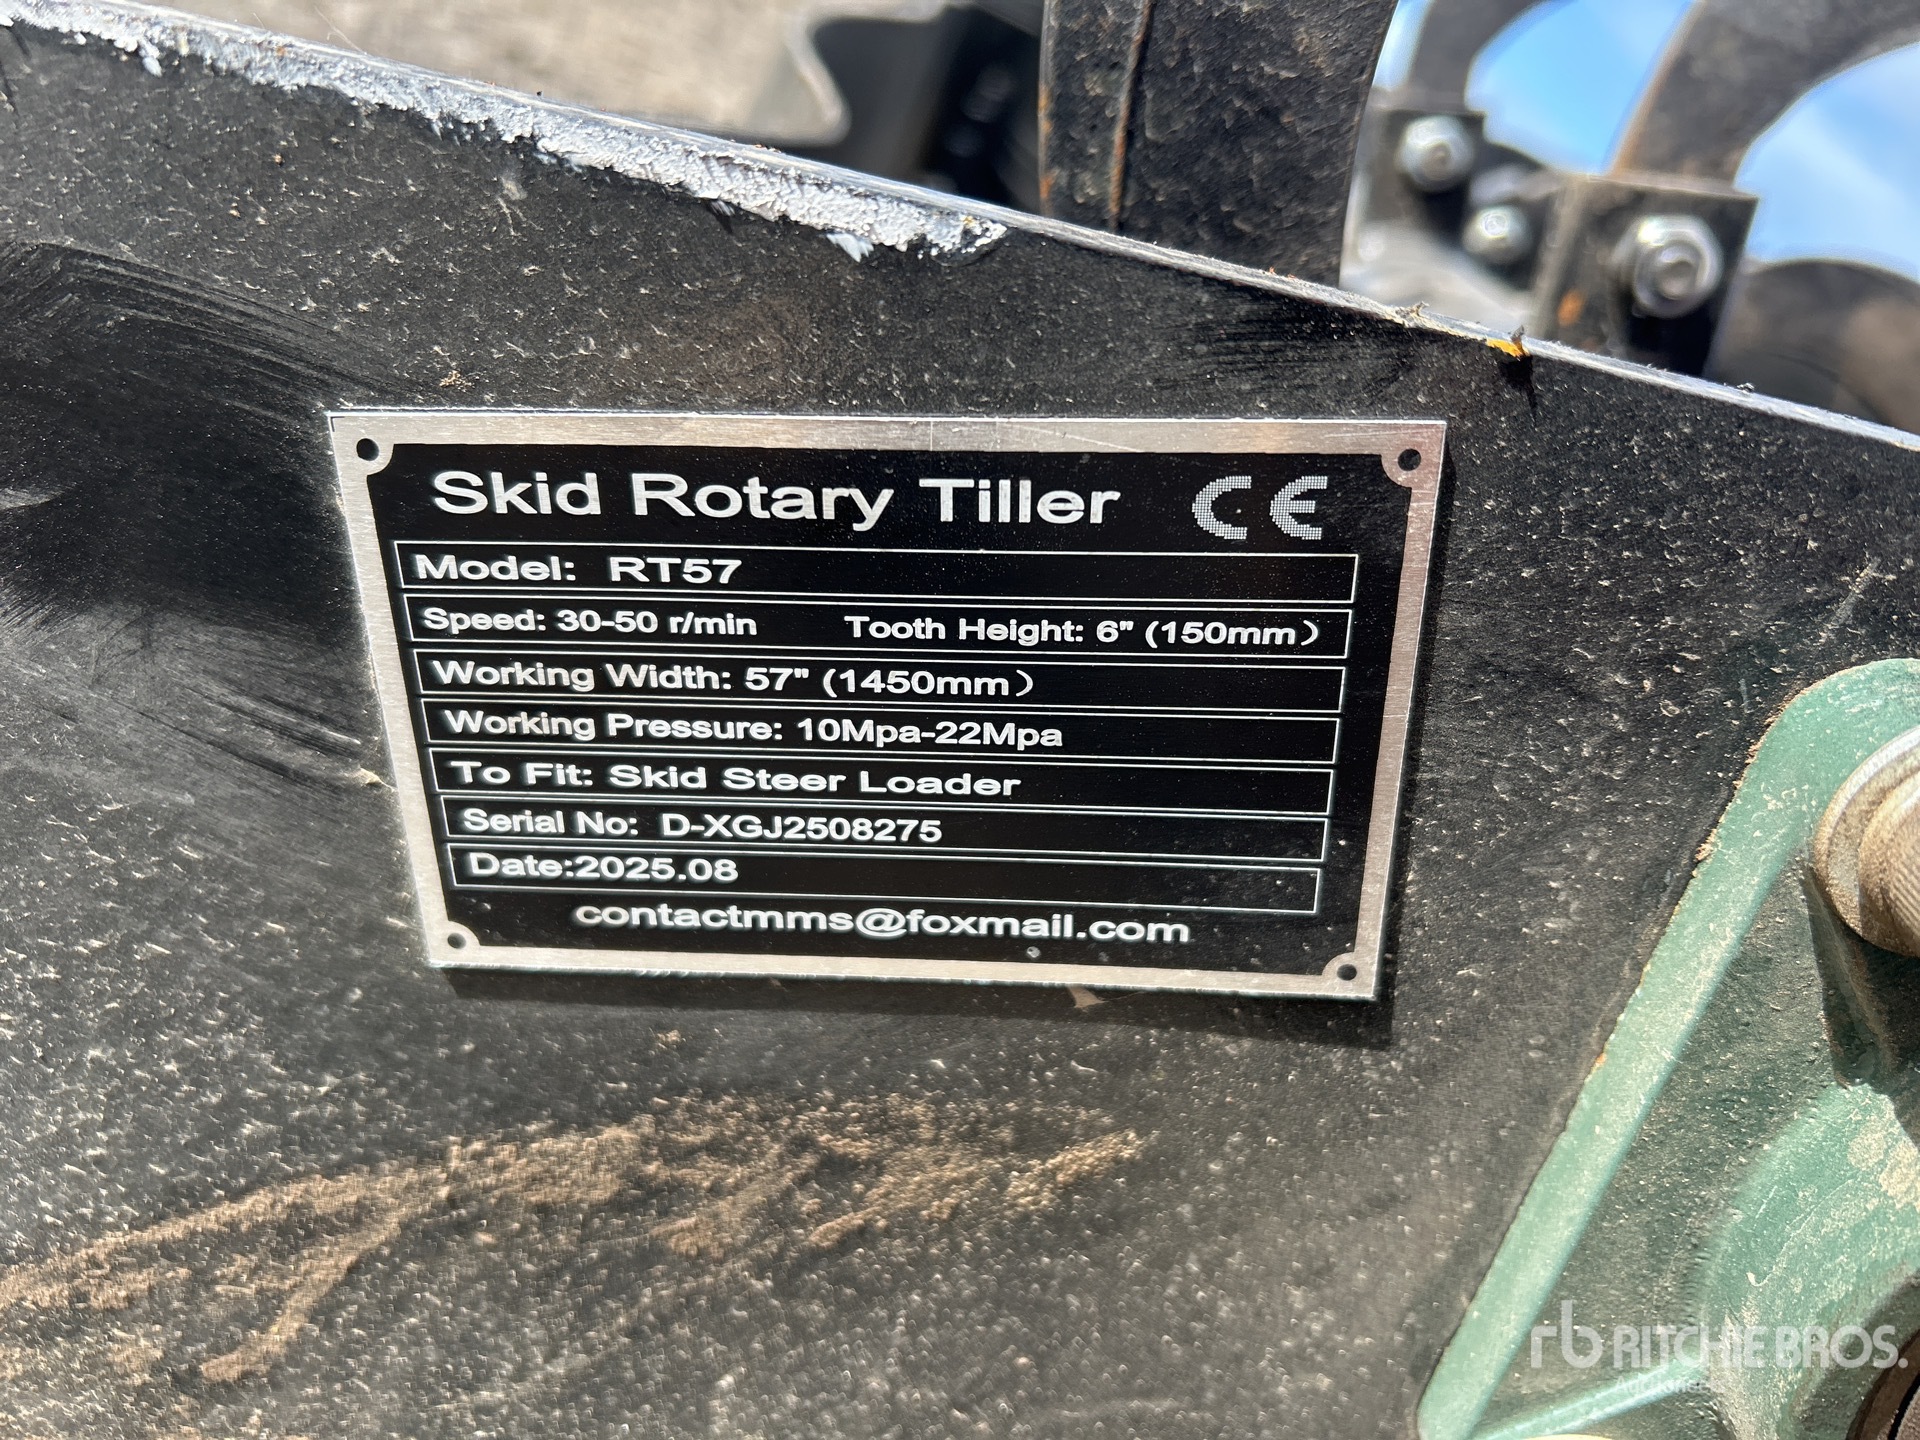 Skid Rotary Tiller CE
Model: RT57
Speed: 30-50 r/min Tooth Height: 6" (150mm）
Working Width: 57" (1450mm）
Working Pressure: 10Mpa-22Mpa
To Fit: Skid Steer Loader
Serial No: D-XGJ2508275
Date:2025.08
contactmms@foxmail.com
rb RITCHIE BROS.
Auctioneers